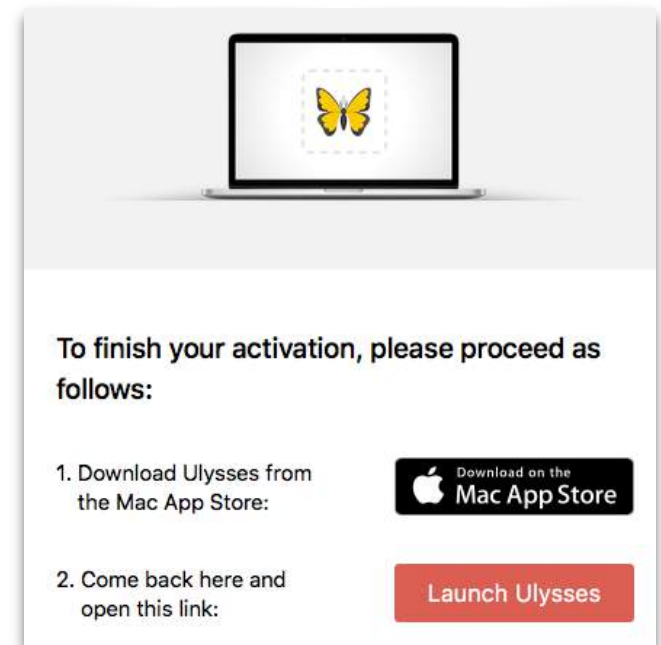 To finish your activation, please proceed as
follows:
1. Download Ulysses from
the Mac App Store:
Download on the
Mac App Store
2. Come back here and
open this link:
Launch Ulysses